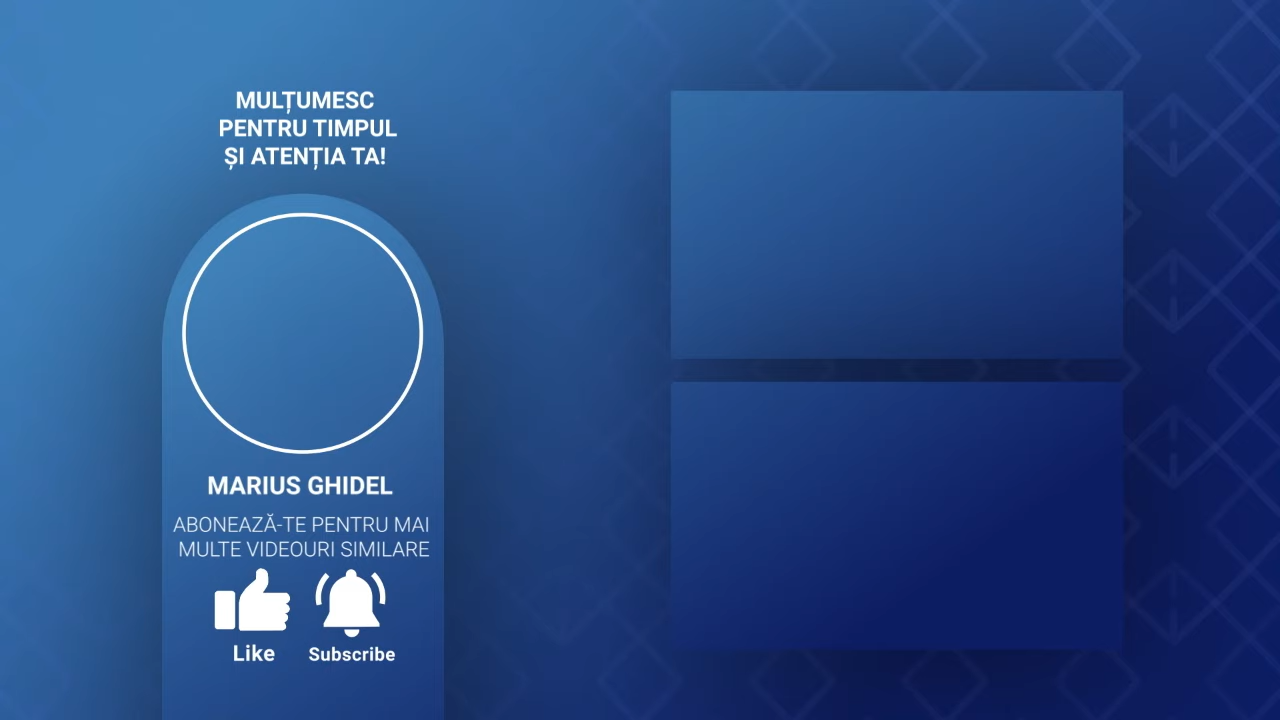 MULȚUMESC
PENTRU TIMPUL
ȘI ATENȚIA TA!
MARIUS GHIDEL
ABONEAZĂ-TE PENTRU MAI
MULTE VIDEOURI SIMILARE
Like
Subscribe